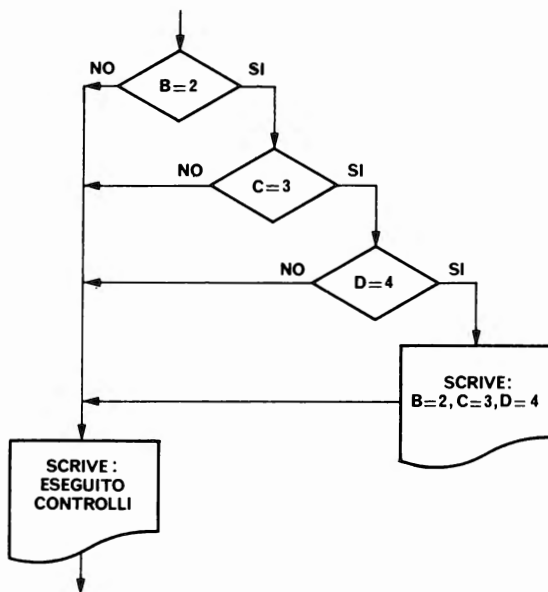 NO
SI
B=2
NO
SI
C=3
NO
SI
D=4
SCRIVE:
B=2, C=3, D=4
SCRIVE:
ESEGUITO
CONTROLLI